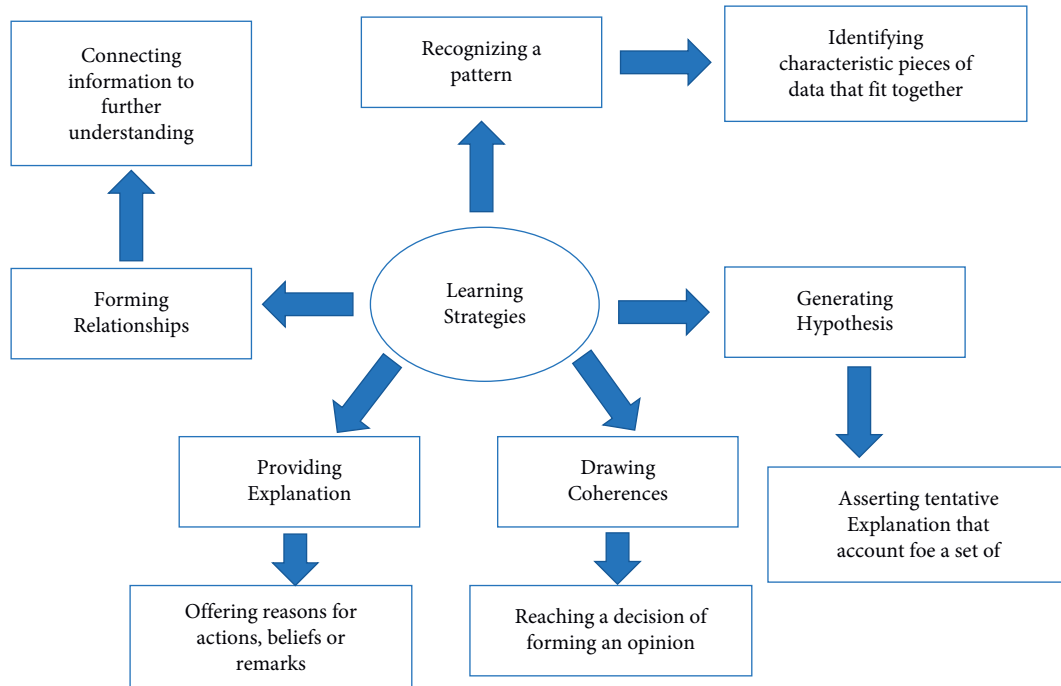 Connecting
information to
further
understanding
Recognizing a
pattern
Identifying
characteristic pieces of
data that fit together
Forming
Relationships
Learning
Strategies
Generating
Hypothesis
Providing
Explanation
Drawing
Coherences
Asserting tentative
Explanation that
account foe a set of
Offering reasons for
actions, beliefs or
remarks
Reaching a decision of
forming an opinion